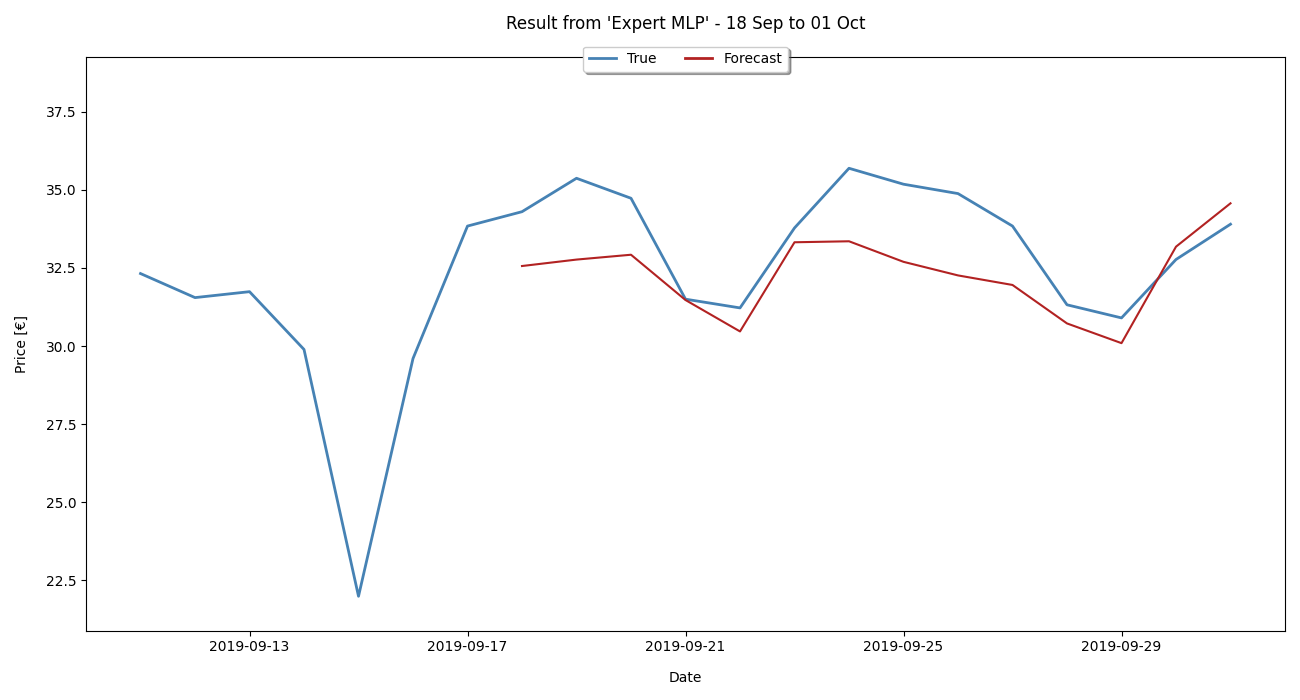 Result from 'Expert MLP' - 18 Sep to 01 Oct
True Forecast
37.5
35.0
32.5
30.0
27.5
25.0
22.5
Price [€]
2019-09-13 2019-09-17 2019-09-21 2019-09-25 2019-09-29
Date